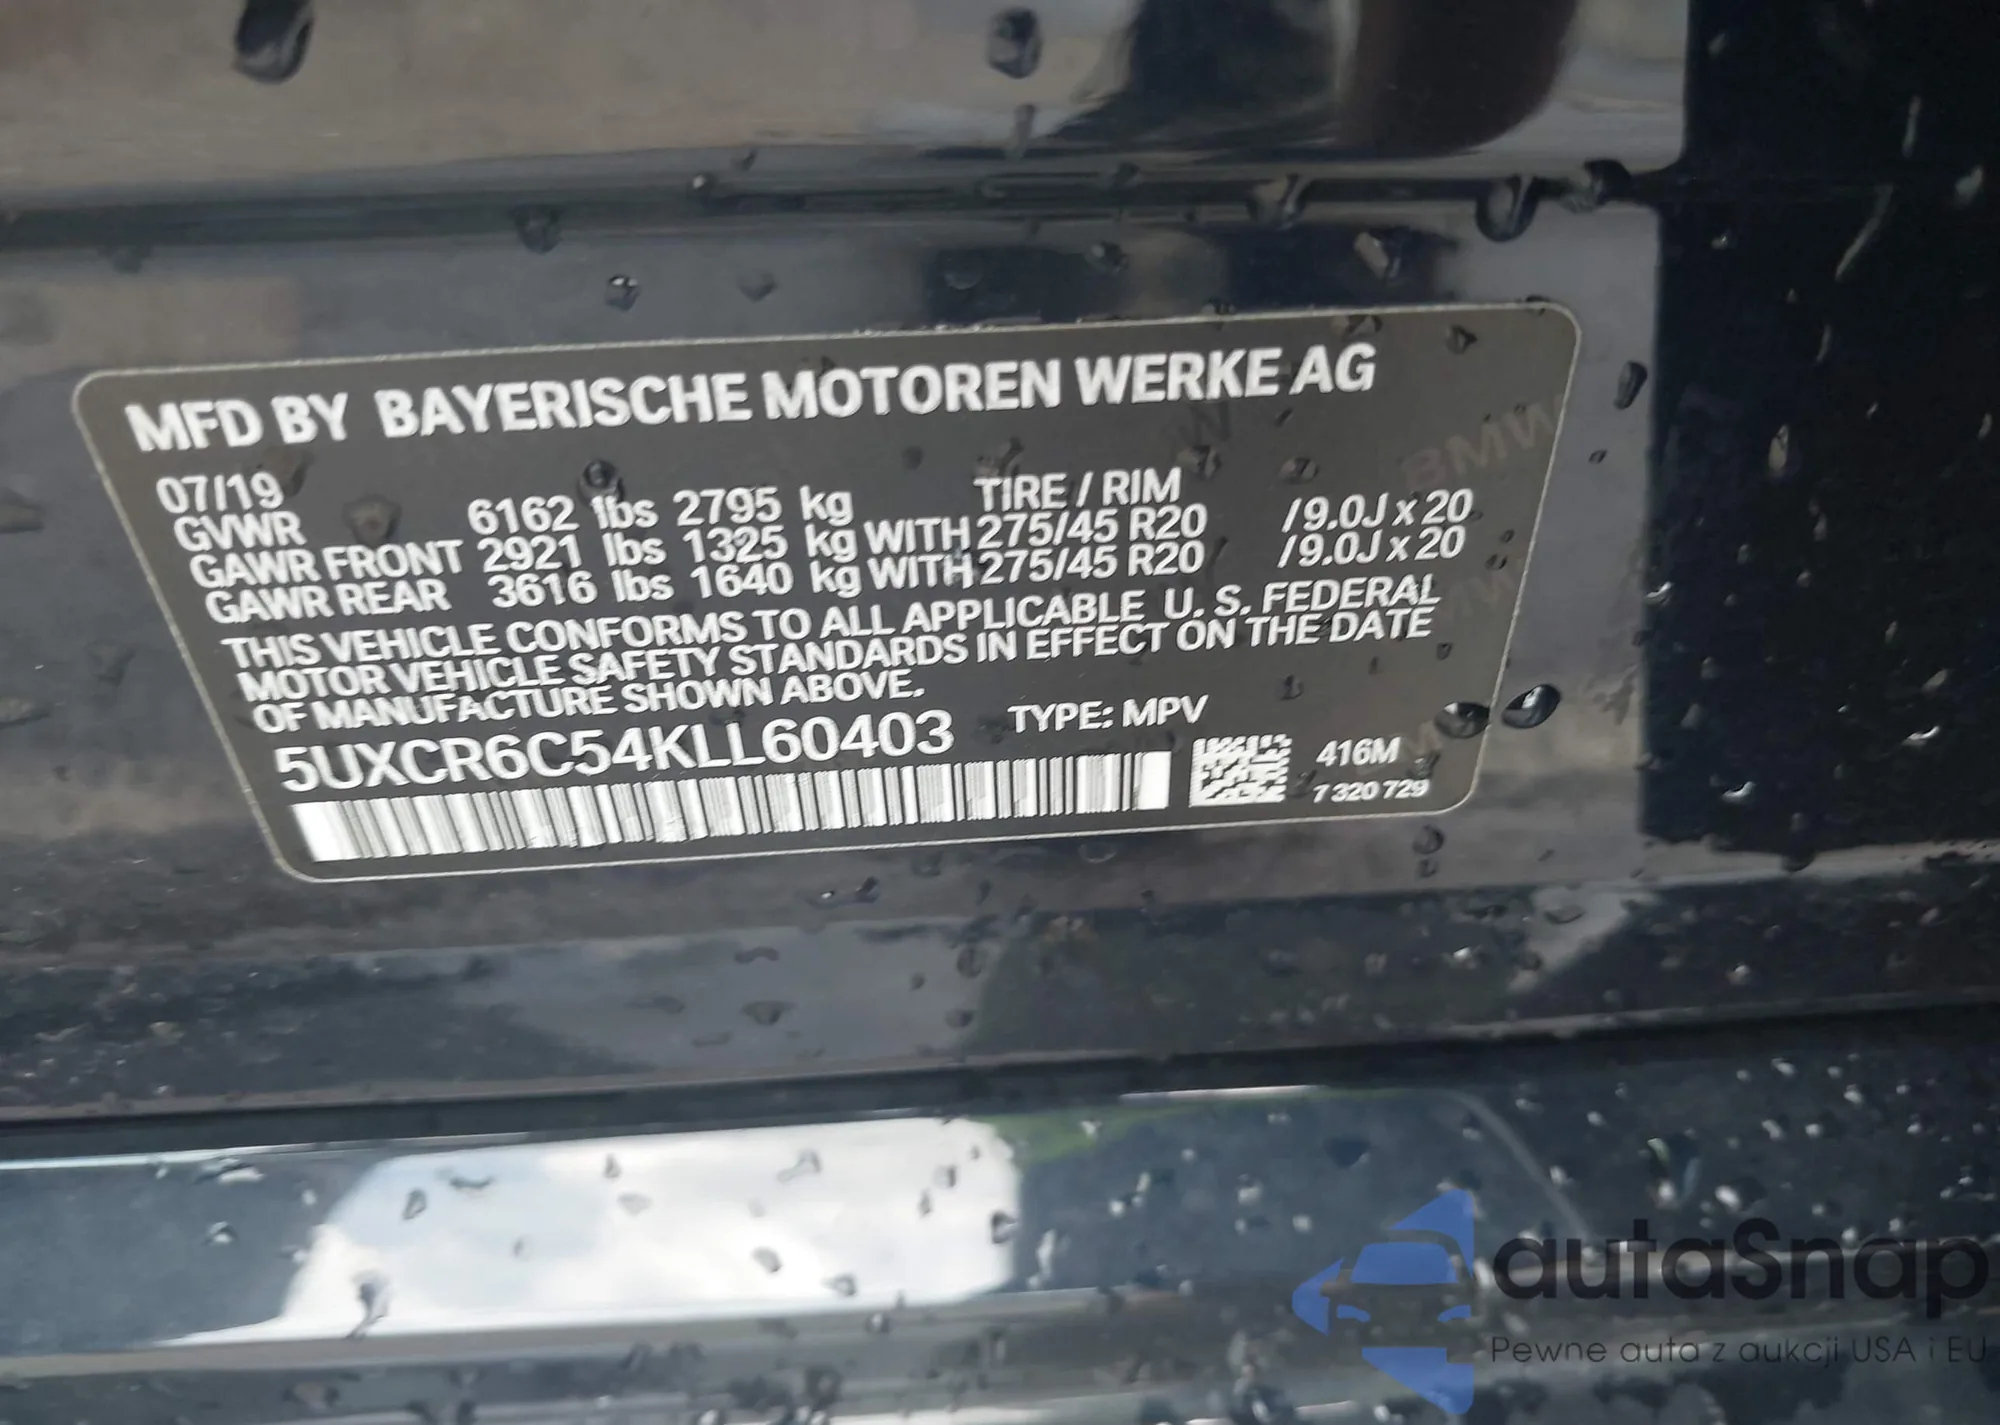 MFD BY BAYERISCHE MOTOREN WERKE AG
07/19 TIRE / RIM
GVWR 6162 lbs 2795 kg
GAWR FRONT 2921 lbs 1325 kg WITH 275/45 R20 /9.0J x 20
GAWR REAR 3616 lbs 1640 kg WITH 275/45 R20 /9.0J x 20
THIS VEHICLE CONFORMS TO ALL APPLICABLE U. S. FEDERAL
MOTOR VEHICLE SAFETY STANDARDS IN EFFECT ON THE DATE
OF MANUFACTURE SHOWN ABOVE.
5UXCR6C54KLL60403 TYPE: MPV
416M
7 320 729
BMW
autaSnap
Pewne auta z aukcji USA i EU